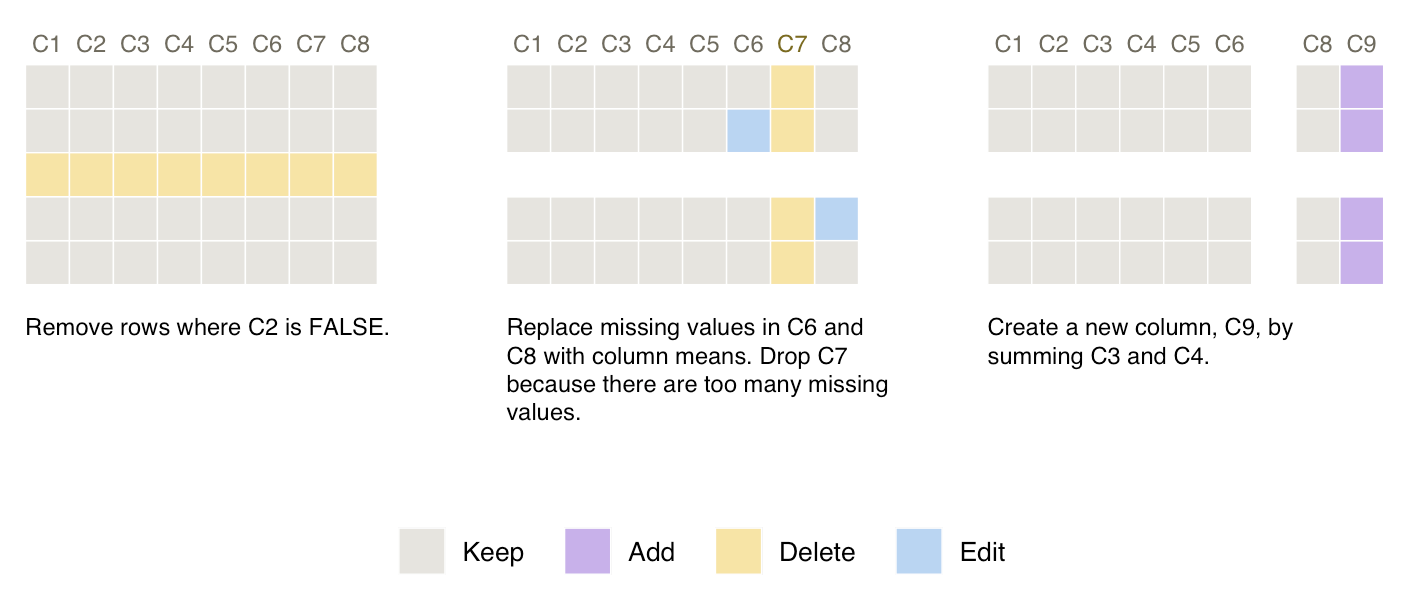 C1 C2 C3 C4 C5 C6 C7 C8
C1 C2 C3 C4 C5 C6 C7 C8
C1 C2 C3 C4 C5 C6 C8 C9
Remove rows where C2 is FALSE.
Replace missing values in C6 and
C8 with column means. Drop C7
because there are too many missing
values.
Create a new column, C9, by
summing C3 and C4.
Keep
Add
Delete
Edit